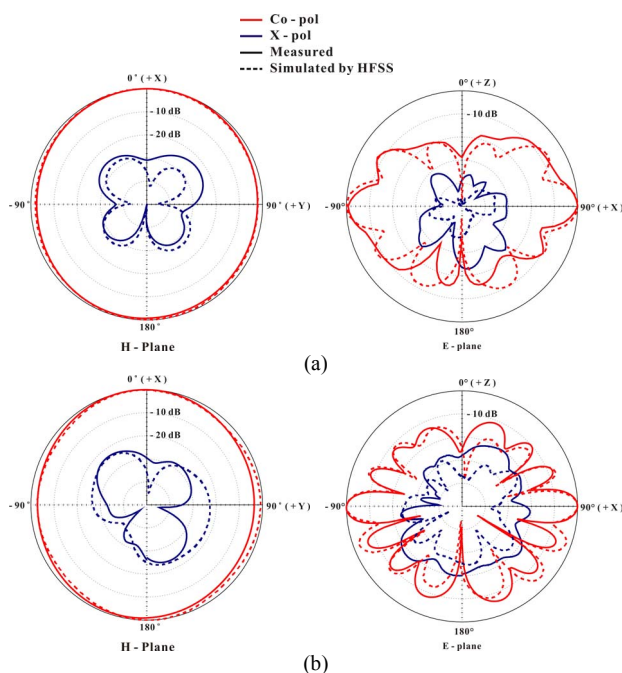 Co - pol
X - pol
Measured
Simulated by HFSS
0° (+X)
-10 dB
-20 dB
-90°
90° (+Y)
180°
H - Plane
0° (+Z)
-10 dB
-90°
90° (+X)
180°
E - plane
(a)
0° (+X)
-10 dB
-20 dB
-90°
90° (+Y)
180°
H - Plane
0° (+Z)
-10 dB
-90°
90° (+X)
180°
E - plane
(b)